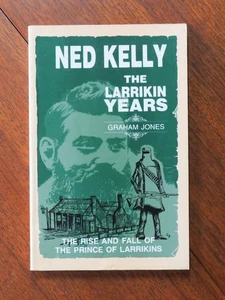 NED KELLY
THE
LARRIKIN
YEARS
GRAHAM JONES
THE RISE AND FALL OF
THE PRINCE OF LARRIKINS